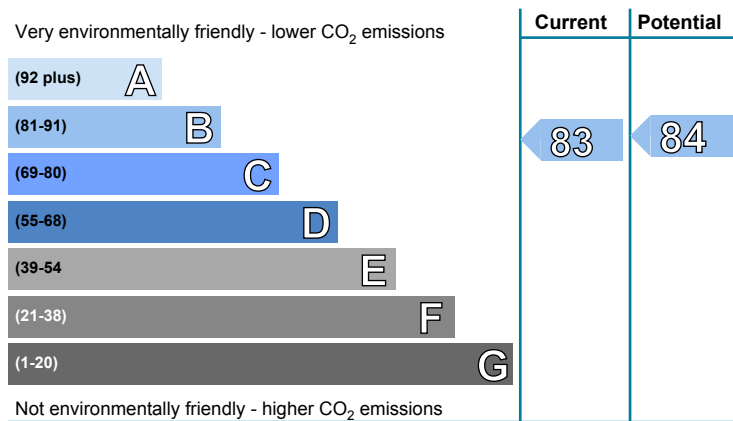 Very environmentally friendly - lower CO₂ emissions
Current Potential
(92 plus) A
(81-91) B
83 84
(69-80) C
(55-68) D
(39-54 E
(21-38) F
(1-20) G
Not environmentally friendly - higher CO₂ emissions